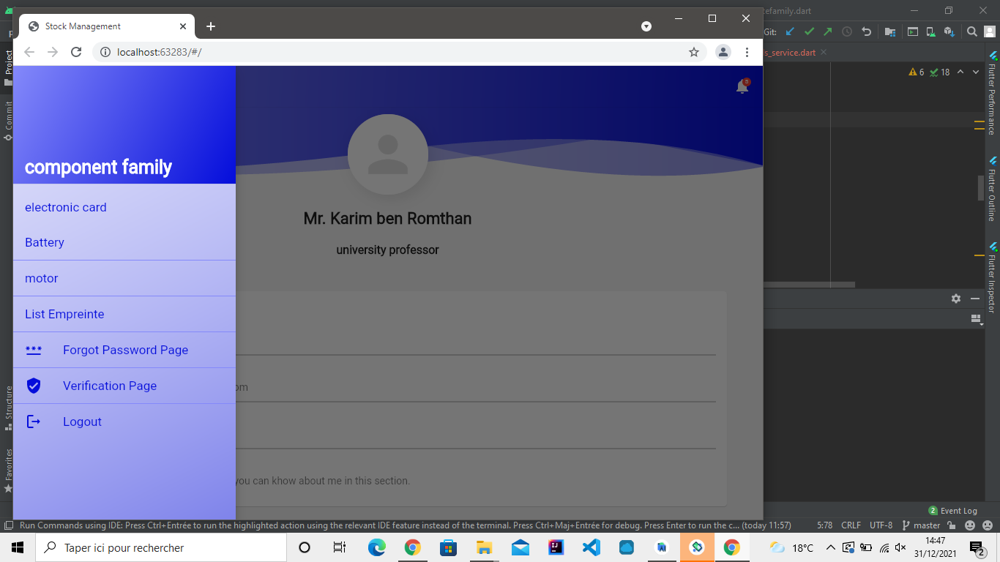 tefamily.dart
Stock Management
Git:
localhost:63283/#/
s_service.dart
6 18
Project
Commit
Structure
Favorites
component family
electronic card
Battery
motor
List Empreinte
Forgot Password Page
Verification Page
Logout
Mr. Karim ben Romthan
university professor
om
you can khow about me in this section.
Flutter Performance
Flutter Outline
Flutter Inspector
2 Event Log
Run Commands using IDE: Press Ctrl+Entrée to run the highlighted action using the relevant IDE feature instead of the terminal. Press Ctrl+Maj+Entrée for debug. Press Enter to run the c... (today 11:57)
5:78 CRLF UTF-8 master
Taper ici pour rechercher
18°C
14:47
31/12/2021
2